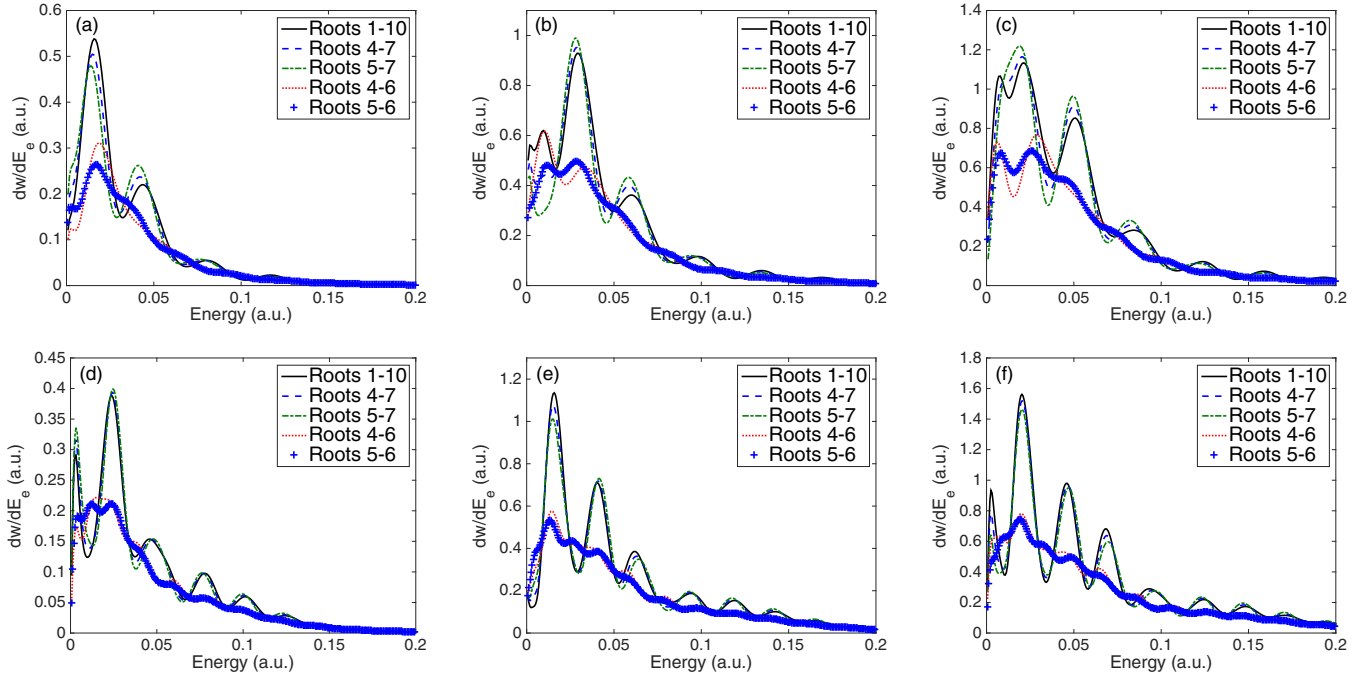 (a)
Roots 1-10
Roots 4-7
Roots 5-7
Roots 4-6
Roots 5-6
0.6
0.5
0.4
0.3
0.2
0.1
0
dw/dE_e (a.u.)
0 0.05 0.1 0.15 0.2
Energy (a.u.)
(b)
Roots 1-10
Roots 4-7
Roots 5-7
Roots 4-6
Roots 5-6
1
0.8
0.6
0.4
0.2
0
dw/dE_e (a.u.)
0 0.05 0.1 0.15 0.2
Energy (a.u.)
(c)
Roots 1-10
Roots 4-7
Roots 5-7
Roots 4-6
Roots 5-6
1.4
1.2
1
0.8
0.6
0.4
0.2
0
dw/dE_e (a.u.)
0 0.05 0.1 0.15 0.2
Energy (a.u.)
(d)
Roots 1-10
Roots 4-7
Roots 5-7
Roots 4-6
Roots 5-6
0.45
0.4
0.35
0.3
0.25
0.2
0.15
0.1
0.05
0
dw/dE_e (a.u.)
0 0.05 0.1 0.15 0.2
Energy (a.u.)
(e)
Roots 1-10
Roots 4-7
Roots 5-7
Roots 4-6
Roots 5-6
1.2
1
0.8
0.6
0.4
0.2
0
dw/dE_e (a.u.)
0 0.05 0.1 0.15 0.2
Energy (a.u.)
(f)
Roots 1-10
Roots 4-7
Roots 5-7
Roots 4-6
Roots 5-6
1.8
1.6
1.4
1.2
1
0.8
0.6
0.4
0.2
0
dw/dE_e (a.u.)
0 0.05 0.1 0.15 0.2
Energy (a.u.)